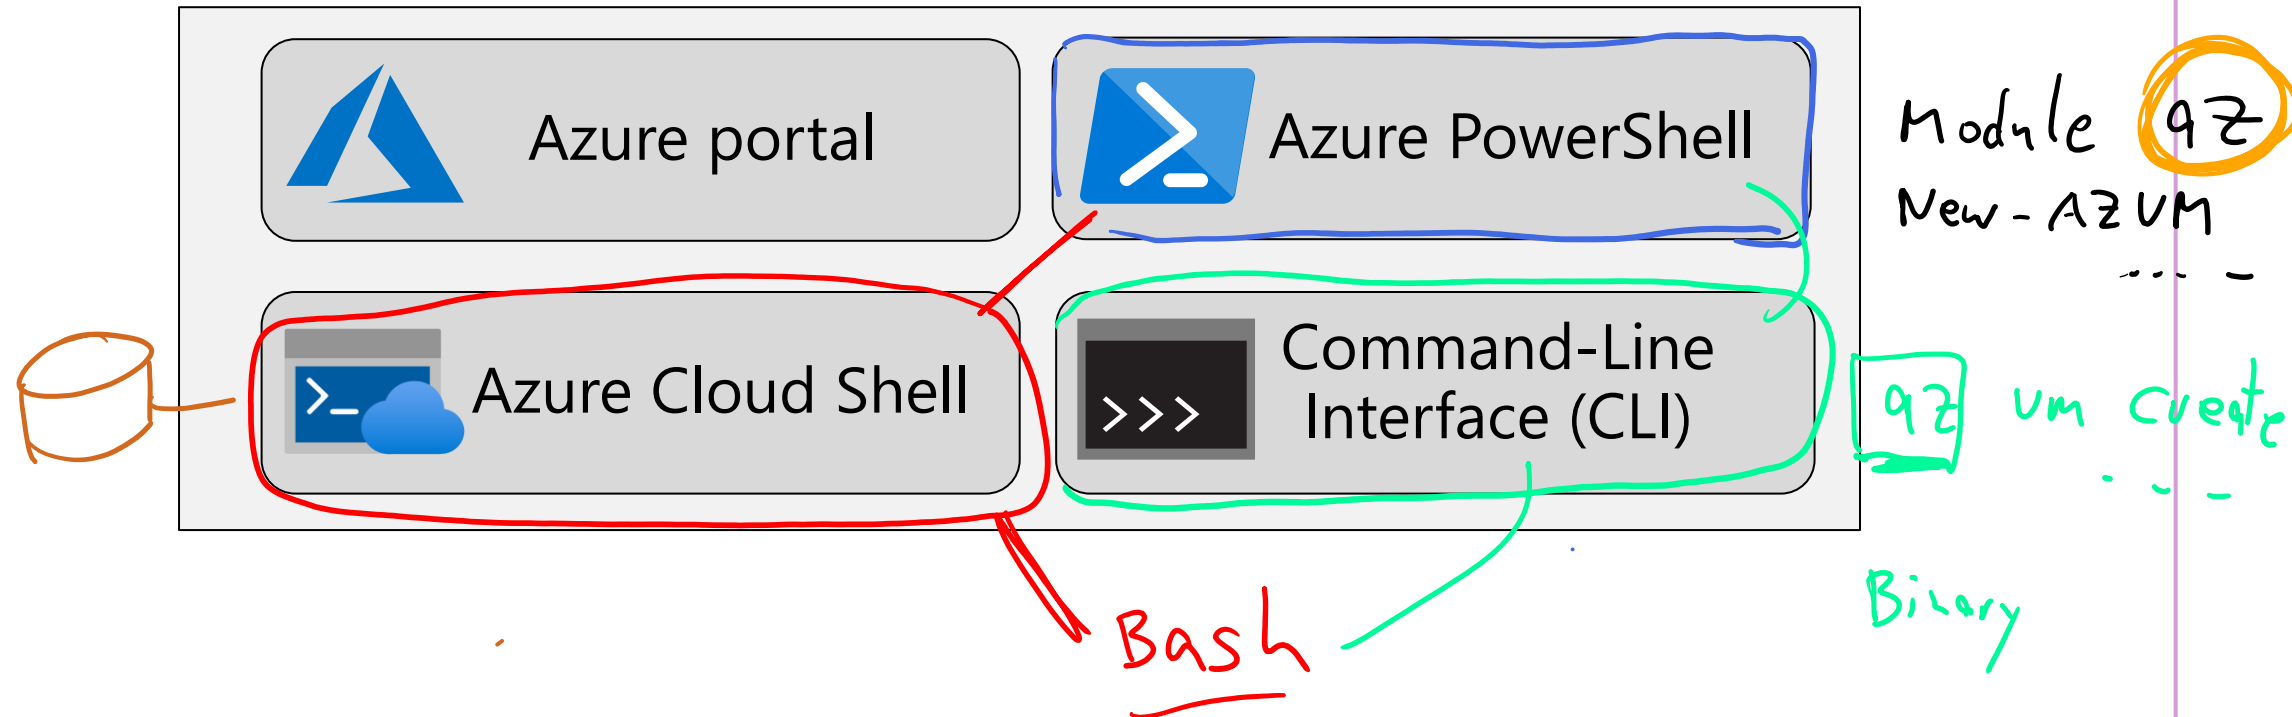 Azure portal
Azure PowerShell
Module az
New-AZVM
.... -
Azure Cloud Shell
Command-Line
Interface (CLI)
az vm create
. - -
Binary
Bash